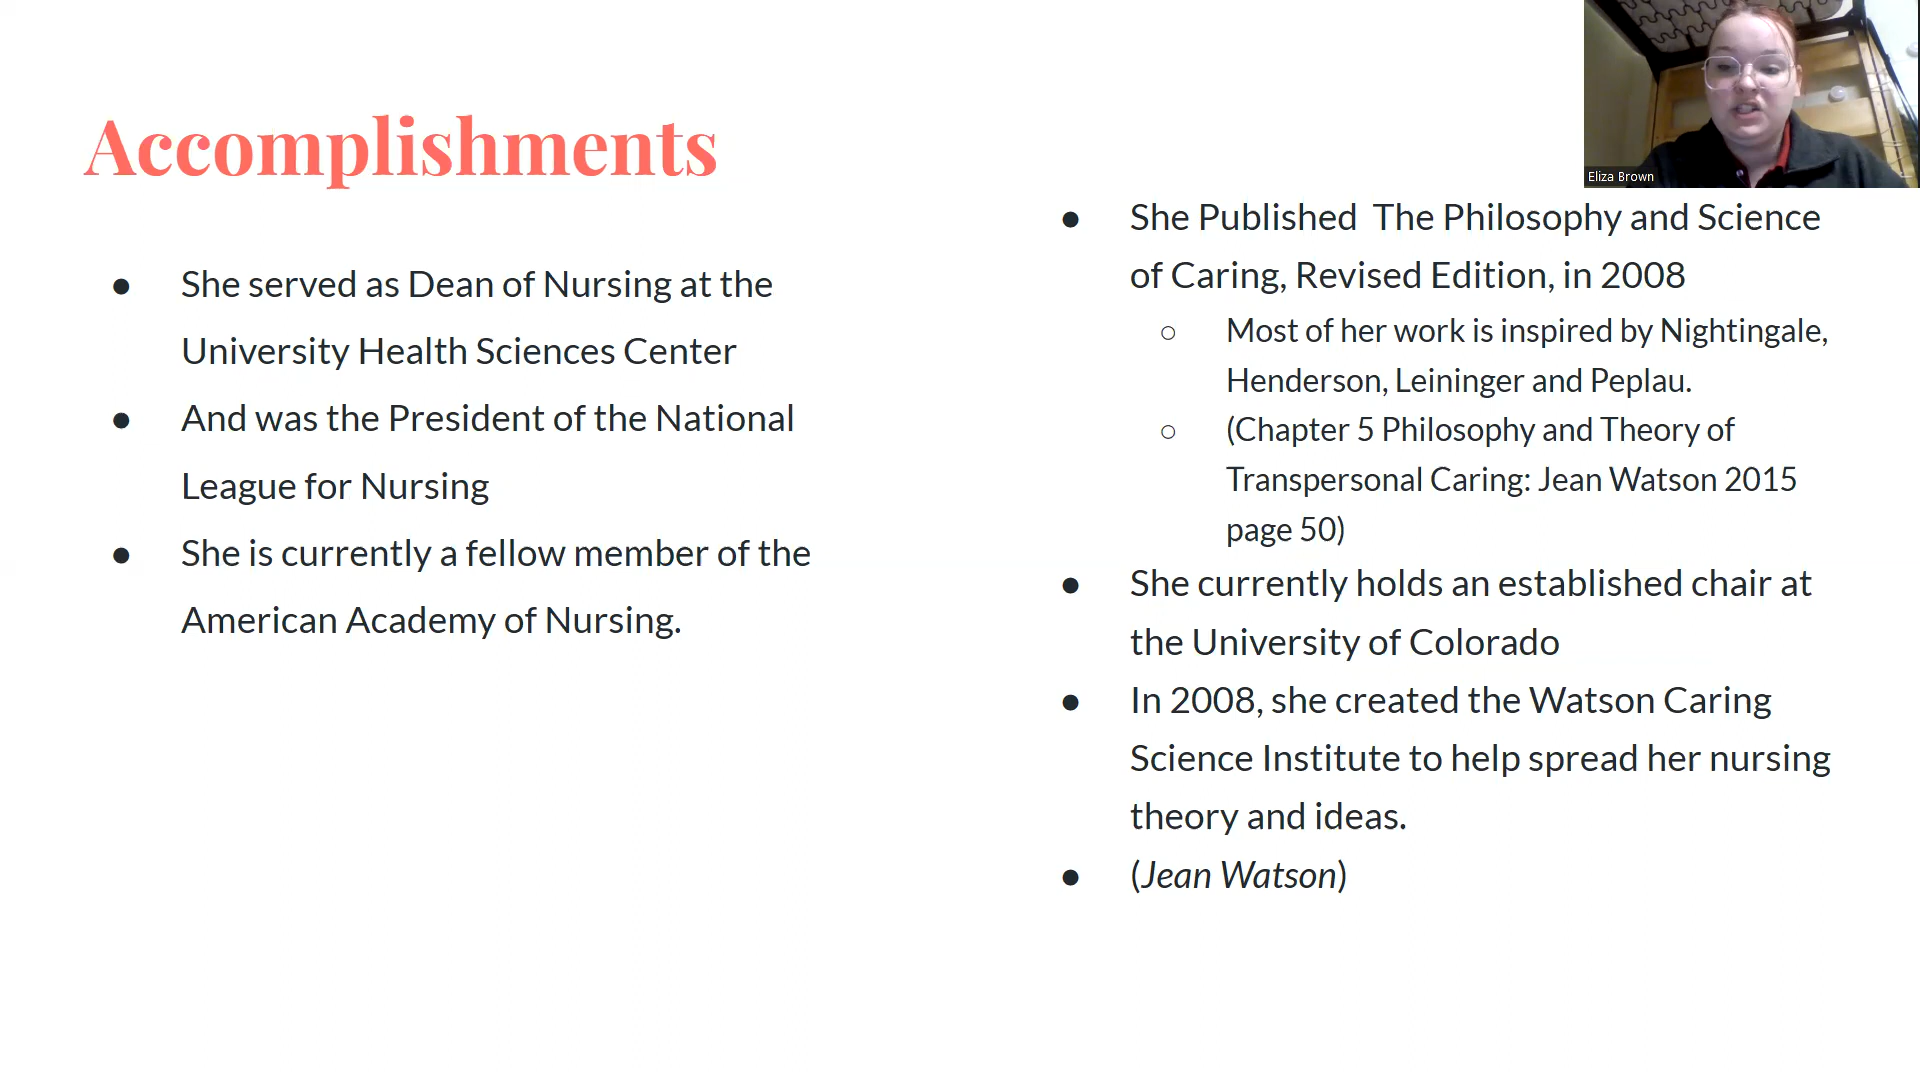 Accomplishments
● She served as Dean of Nursing at the
University Health Sciences Center
● And was the President of the National
League for Nursing
● She is currently a fellow member of the
American Academy of Nursing.
Eliza Brown
● She Published  The Philosophy and Science
of Caring, Revised Edition, in 2008
○ Most of her work is inspired by Nightingale,
Henderson, Leininger and Peplau.
○ (Chapter 5 Philosophy and Theory of
Transpersonal Caring: Jean Watson 2015
page 50)
● She currently holds an established chair at
the University of Colorado
● In 2008, she created the Watson Caring
Science Institute to help spread her nursing
theory and ideas.
● (Jean Watson)